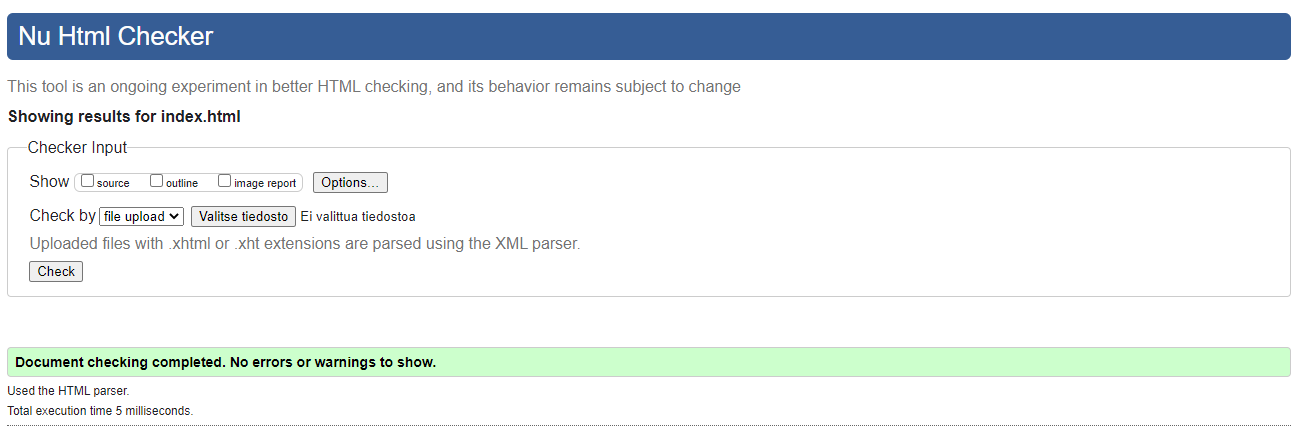 Nu Html Checker
This tool is an ongoing experiment in better HTML checking, and its behavior remains subject to change
Showing results for index.html
Checker Input
Show source outline image report Options...
Check by file upload Valitse tiedosto Ei valittua tiedostoa
Uploaded files with .xhtml or .xht extensions are parsed using the XML parser.
Check
Document checking completed. No errors or warnings to show.
Used the HTML parser.
Total execution time 5 milliseconds.